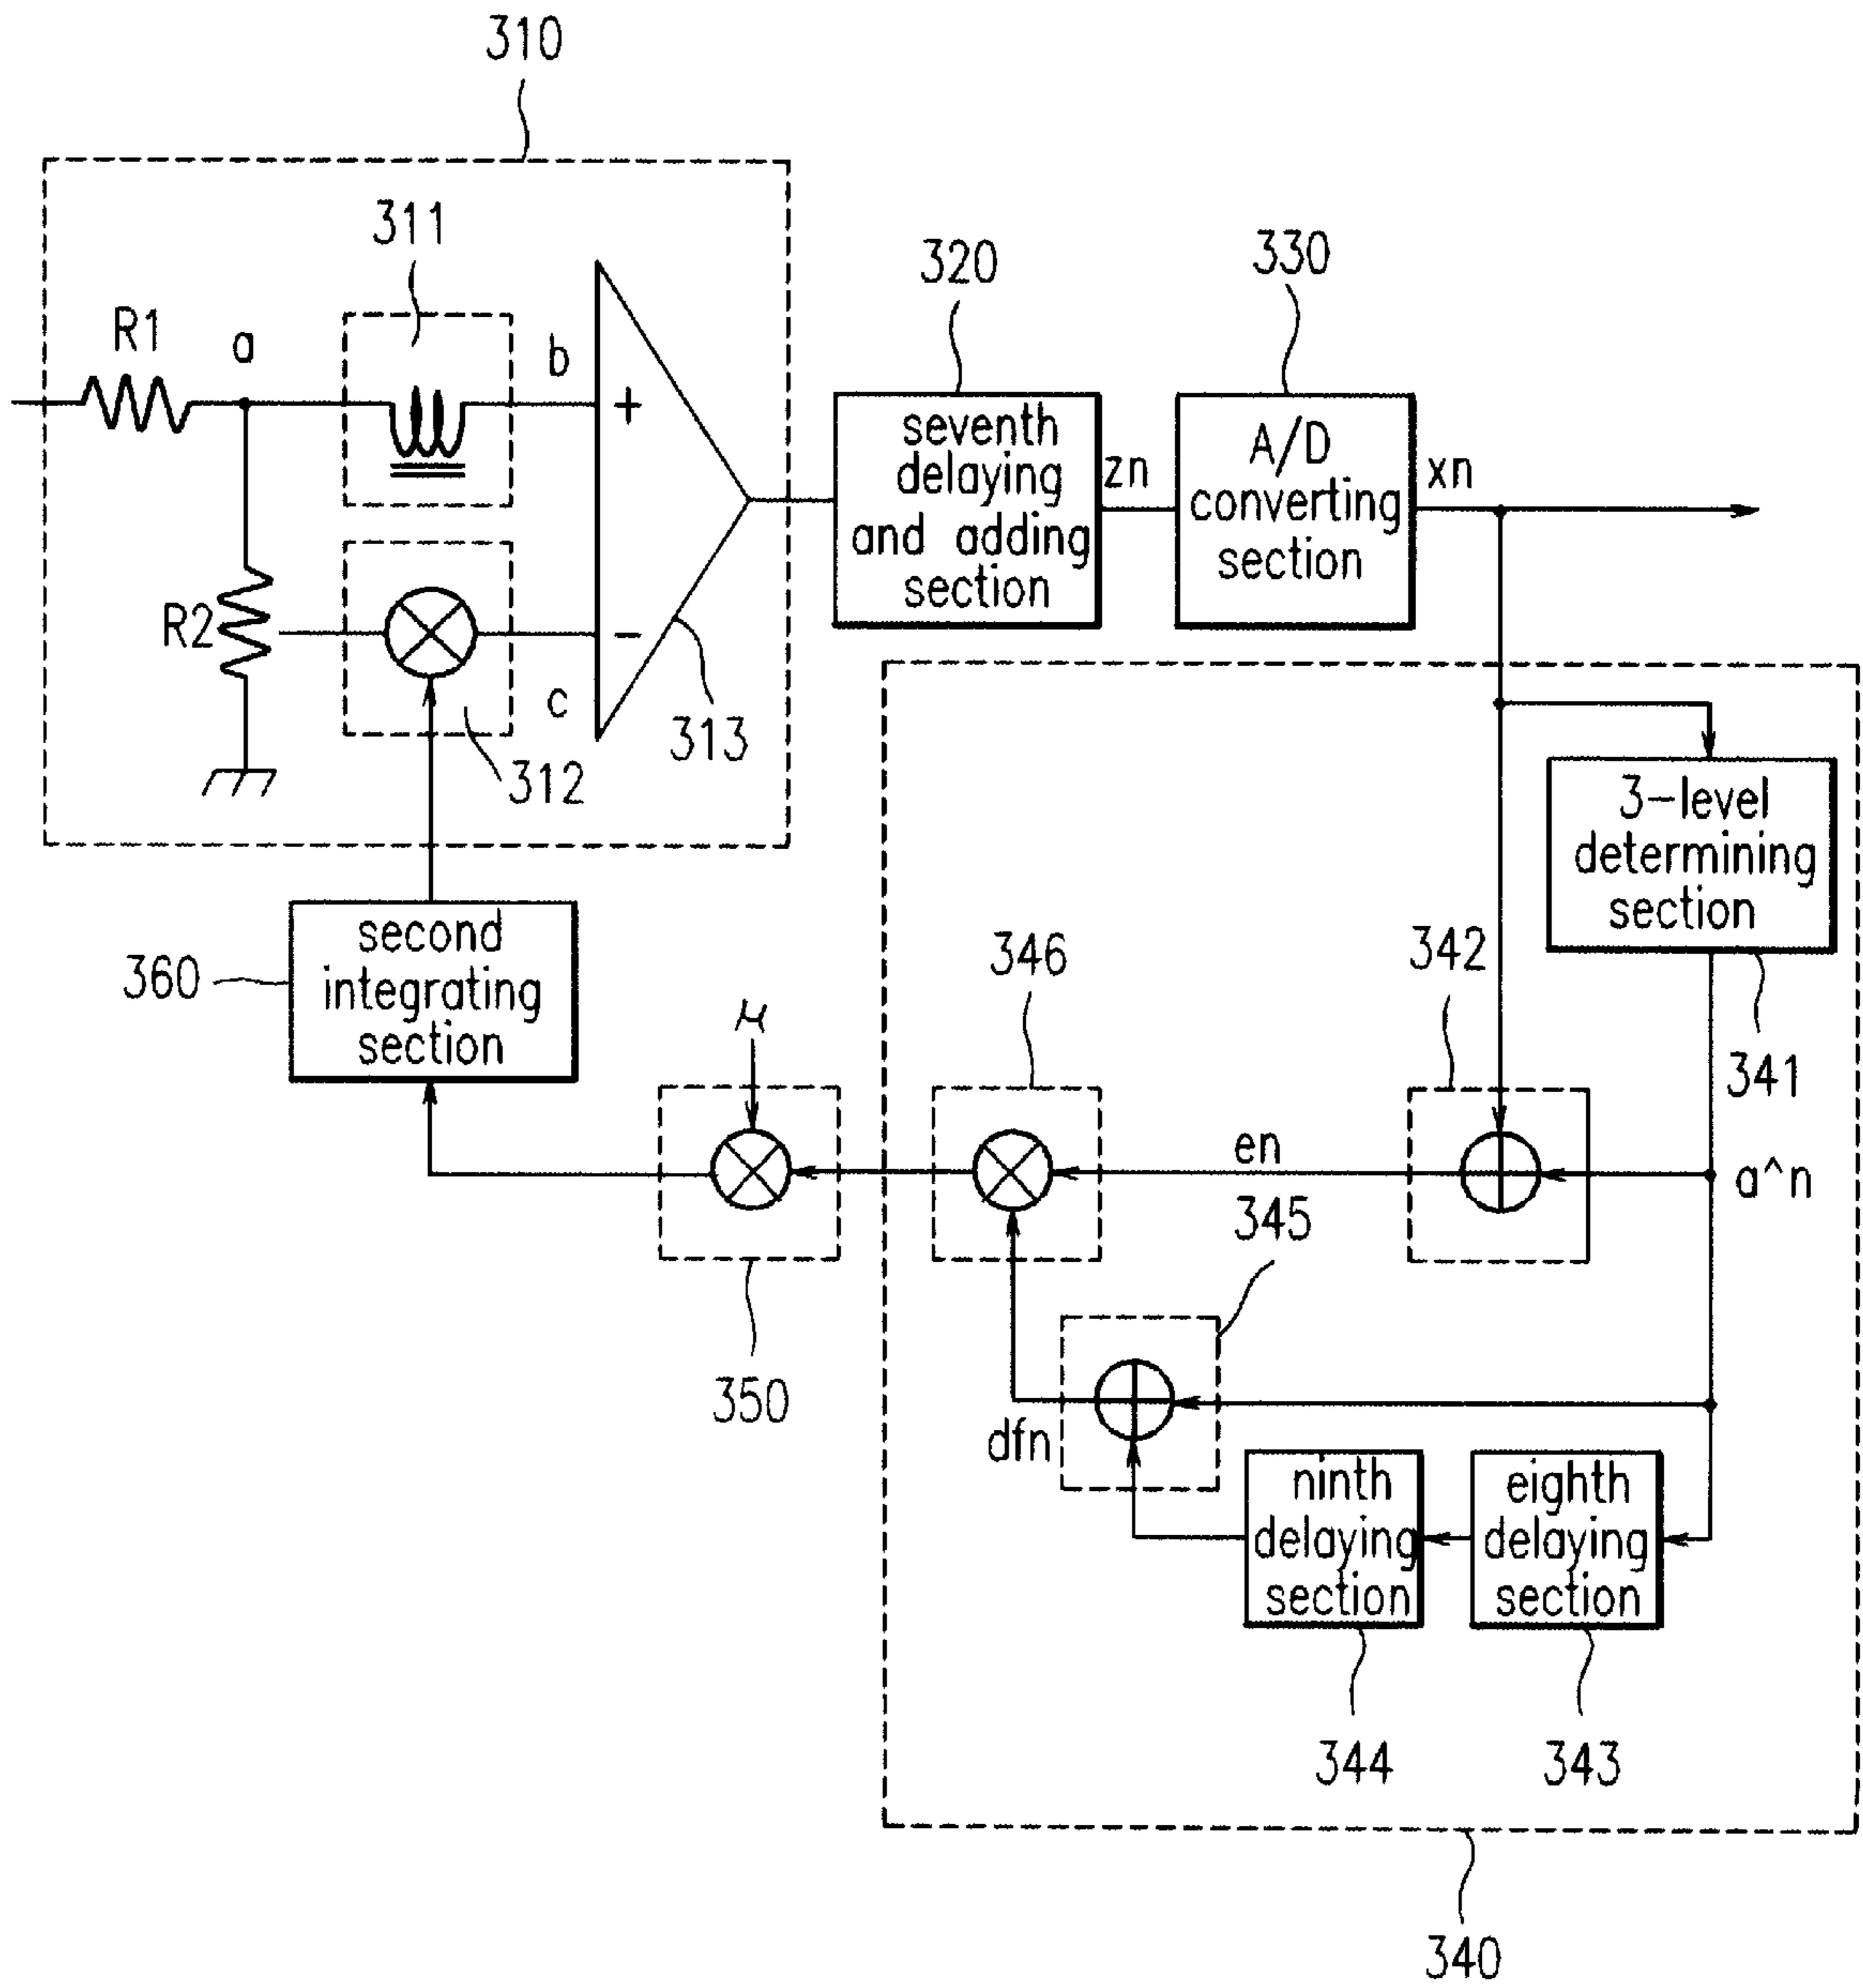 310
311
R1
a
b
+
R2
-
c
312
313
320
seventh
delaying
and adding
section
zn
330
A/D
converting
section
xn
3-level
determining
section
341
342
a^n
en
346
345
dfn
ninth
delaying
section
344
eighth
delaying
section
343
340
μ
350
second
integrating
section
360